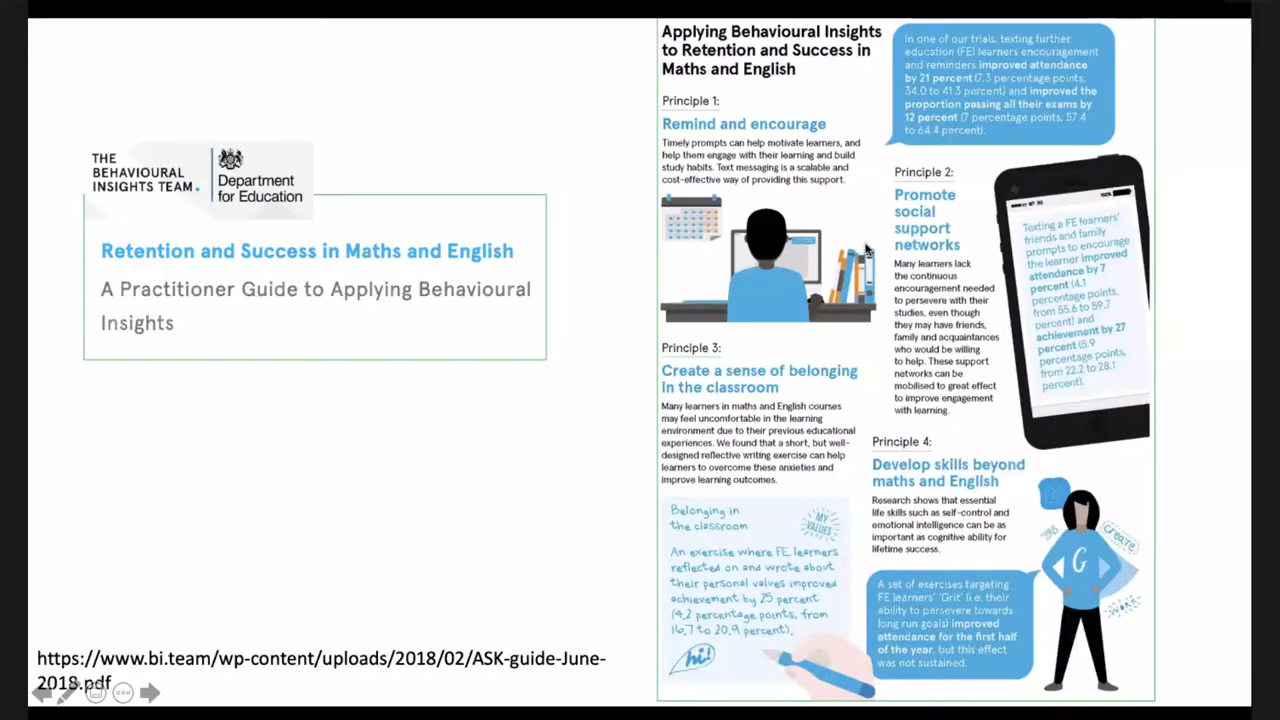 THE
BEHAVIOURAL
INSIGHTS TEAM.
Department
for Education
Retention and Success in Maths and English
A Practitioner Guide to Applying Behavioural
Insights
https://www.bi.team/wp-content/uploads/2018/02/ASK-guide-June-
2018.pdf
Applying Behavioural Insights
to Retention and Success in
Maths and English
Principle 1:
Remind and encourage
Timely prompts can help motivate learners, and
help them engage with their learning and build
study habits. Text messaging is a scalable and
cost-effective way of providing this support.
In one of our trials, texting further
education (FE) learners encouragement
and reminders improved attendance
by 21 percent (7.3 percentage points,
34.0 to 41.3 percent) and improved the
proportion passing all their exams by
12 percent (7 percentage points, 57.4
to 64.4 percent).
Principle 2:
Promote
social
support
networks
Many learners lack
the continuous
encouragement needed
to persevere with their
studies, even though
they may have friends,
family and acquaintances
who would be willing
to help. These support
networks can be
mobilised to great effect
to improve engagement
with learning.
Texting a FE learners'
friends and family
prompts to encourage
the learner improved
attendance by 7
percent (4.1
percentage points,
from 55.6 to 59.7
percent) and
achievement by 27
percent (5.9
percentage points,
from 22.2 to 28.1
percent).
Principle 3:
Create a sense of belonging
in the classroom
Many learners in maths and English courses
may feel uncomfortable in the learning
environment due to their previous educational
experiences. We found that a short, but well-
designed reflective writing exercise can help
learners to overcome these anxieties and
improve learning outcomes.
Belonging in
the classroom
MY
VALUES
An exercise where FE learners
reflected on and wrote about
their personal values improved
achievement by 25 percent
(4.2 percentage points, from
16.7 to 20.9 percent).
hi!
Principle 4:
Develop skills beyond
maths and English
Research shows that essential
life skills such as self-control and
emotional intelligence can be as
important as cognitive ability for
lifetime success.
A set of exercises targeting
FE learners' 'Grit' (i.e. their
ability to persevere towards
long run goals) improved
attendance for the first half
of the year, but this effect
was not sustained.
Create
G
WORK